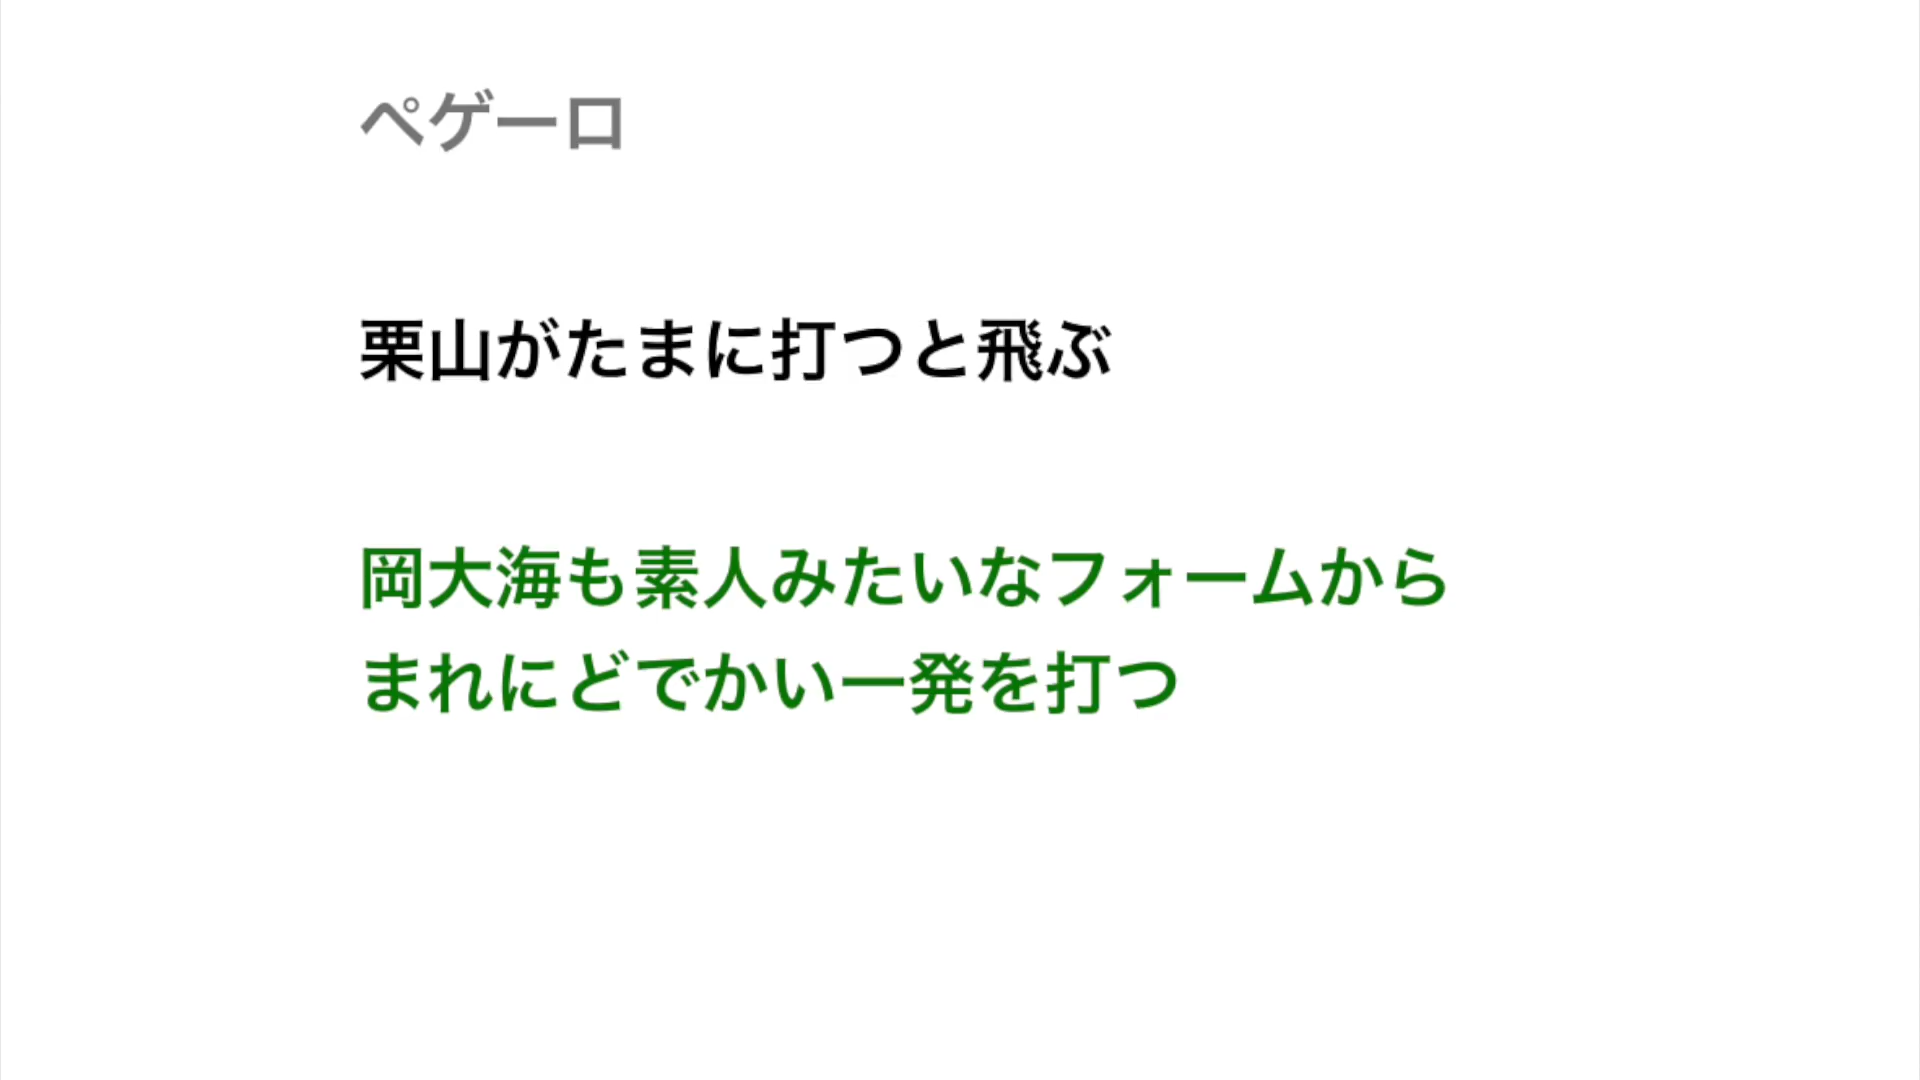 ペゲーロ
栗山がたまに打つと飛ぶ
岡大海も素人みたいなフォームから
まれにどでかい一発を打つ